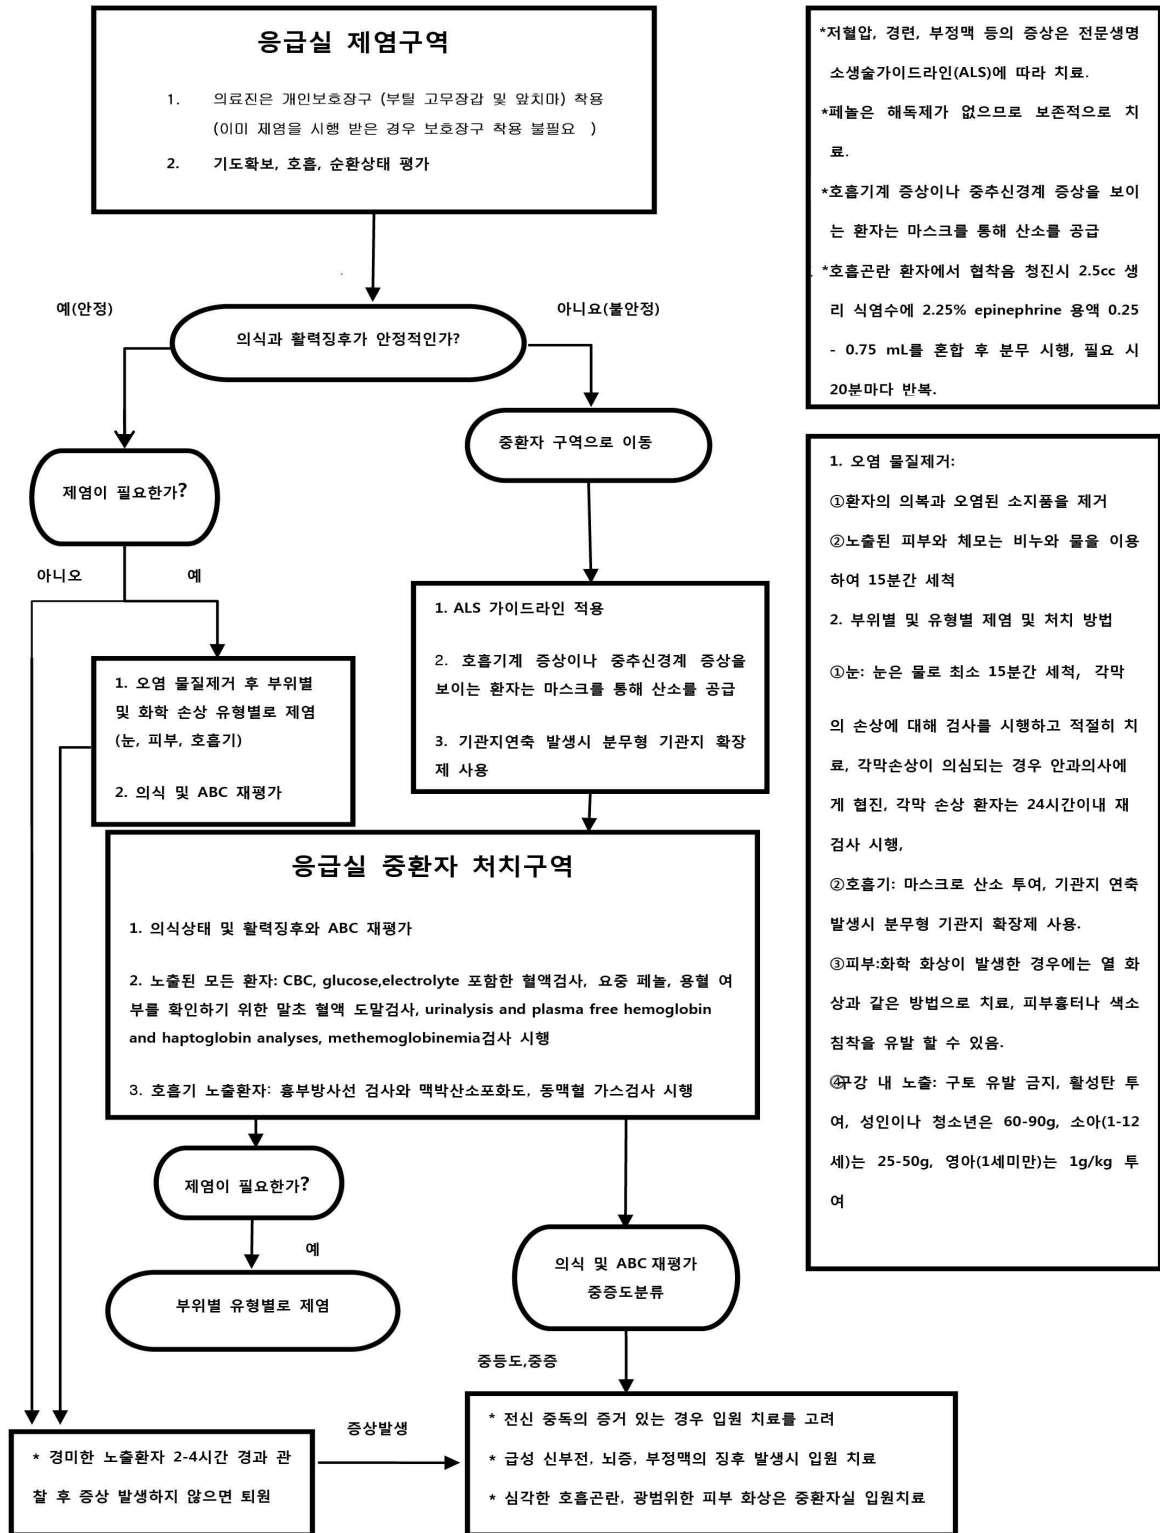 응급실 제염구역
1. 의료진은 개인보호장구 (부틸 고무장갑 및 앞치마) 착용
(이미 제염을 시행 받은 경우 보호장구 착용 불필요 )
2. 기도확보, 호흡, 순환상태 평가
예(안정)
아니요(불안정)
의식과 활력징후가 안정적인가?
중환자 구역으로 이동
제염이 필요한가?
아니오
예
1. 오염 물질제거 후 부위별
및 화학 손상 유형별로 제염
(눈, 피부, 호흡기)
2. 의식 및 ABC 재평가
1. ALS 가이드라인 적용
2. 호흡기계 증상이나 중추신경계 증상을
보이는 환자는 마스크를 통해 산소를 공급
3. 기관지연축 발생시 분무형 기관지 확장
제 사용
응급실 중환자 처치구역
1. 의식상태 및 활력징후와 ABC 재평가
2. 노출된 모든 환자: CBC, glucose,electrolyte 포함한 혈액검사, 요중 페놀, 용혈 여
부를 확인하기 위한 말초 혈액 도말검사, urinalysis and plasma free hemoglobin
and haptoglobin analyses, methemoglobinemia검사 시행
3. 호흡기 노출환자: 흉부방사선 검사와 맥박산소포화도, 동맥혈 가스검사 시행
제염이 필요한가?
예
부위별 유형별로 제염
의식 및 ABC 재평가
중증도분류
중등도,중증
* 경미한 노출환자 2-4시간 경과 관
찰 후 증상 발생하지 않으면 퇴원
증상발생
* 전신 중독의 증거 있는 경우 입원 치료를 고려
* 급성 신부전, 뇌증, 부정맥의 징후 발생시 입원 치료
* 심각한 호흡곤란, 광범위한 피부 화상은 중환자실 입원치료
*저혈압, 경련, 부정맥 등의 증상은 전문생명
소생술가이드라인(ALS)에 따라 치료.
*페놀은 해독제가 없으므로 보존적으로 치
료.
*호흡기계 증상이나 중추신경계 증상을 보이
는 환자는 마스크를 통해 산소를 공급
*호흡곤란 환자에서 협착음 청진시 2.5cc 생
리 식염수에 2.25% epinephrine 용액 0.25
- 0.75 mL를 혼합 후 분무 시행, 필요 시
20분마다 반복.
1. 오염 물질제거:
①환자의 의복과 오염된 소지품을 제거
②노출된 피부와 체모는 비누와 물을 이용
하여 15분간 세척
2. 부위별 및 유형별 제염 및 처치 방법
①눈: 눈은 물로 최소 15분간 세척, 각막
의 손상에 대해 검사를 시행하고 적절히 치
료, 각막손상이 의심되는 경우 안과의사에
게 협진, 각막 손상 환자는 24시간이내 재
검사 시행,
②호흡기: 마스크로 산소 투여, 기관지 연축
발생시 분무형 기관지 확장제 사용.
③피부:화학 화상이 발생한 경우에는 열 화
상과 같은 방법으로 치료, 피부흉터나 색소
침착을 유발 할 수 있음.
④구강 내 노출: 구토 유발 금지, 활성탄 투
여, 성인이나 청소년은 60-90g, 소아(1-12
세)는 25-50g, 영아(1세미만)는 1g/kg 투
여